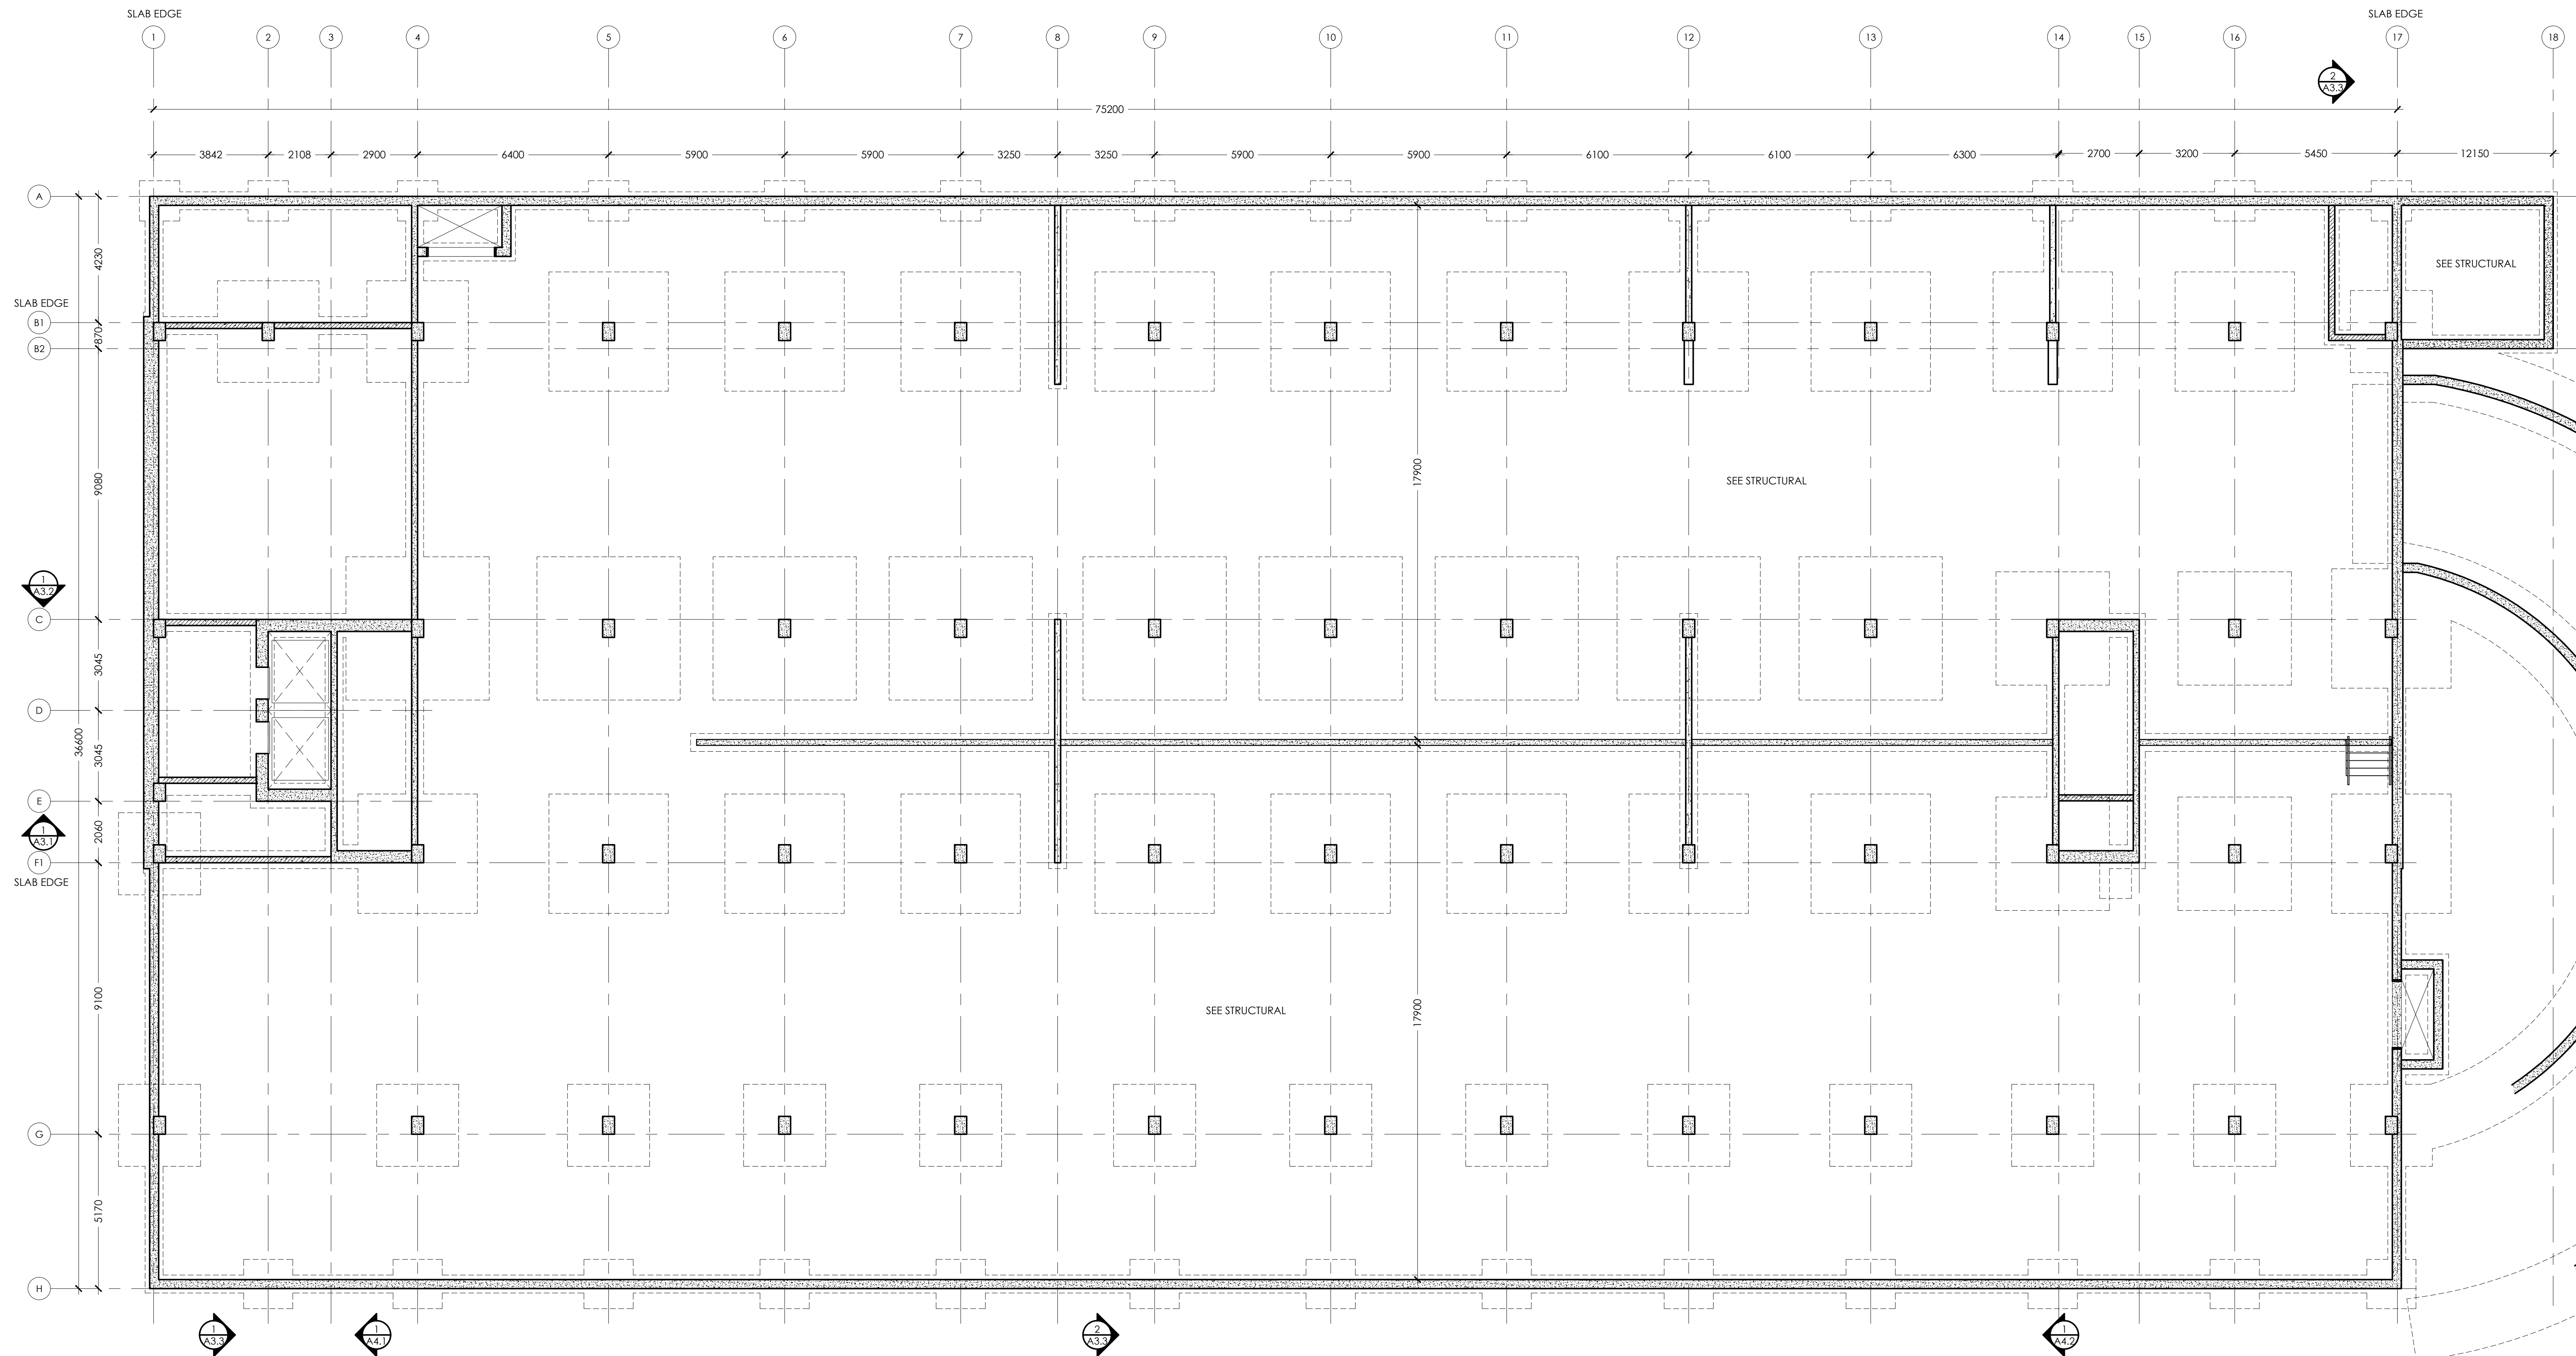 SLAB EDGE
SLAB EDGE
1 2 3 4 5 6 7 8 9 10 11 12 13 14 15 16 17 18
2
A3.3
75200
3842 2108 2900 6400 5900 5900 3250 3250 5900 5900 6100 6100 6300 2700 3200 5450 12150
A
4230
SEE STRUCTURAL
SLAB EDGE
B1
870
B2
9080
17900
SEE STRUCTURAL
1
A3.2
C
3045
D
36600
3045
E
1
A3.1
2060
F1
SLAB EDGE
9100
SEE STRUCTURAL
17900
G
5170
H
1
A3.3
1
A4.1
2
A3.3
1
A4.2